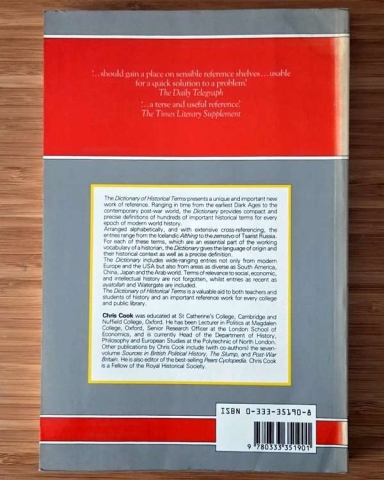 '...should gain a place on sensible reference shelves...usable
for a quick solution to a problem.'
The Daily Telegraph
'...a terse and useful reference.'
The Times Literary Supplement
The Dictionary of Historical Terms presents a unique and important new
work of reference. Ranging in time from the earliest Dark Ages to the
contemporary post-war world, the Dictionary provides compact and
precise definitions of hundreds of important historical terms for every
epoch of modern world history.
Arranged alphabetically, and with extensive cross-referencing, the
entries range from the Icelandic Althing to the zemstvo of Tsarist Russia.
For each of these terms, which are an essential part of the working
vocabulary of a historian, the Dictionary gives the language of origin and
their historical context as well as a precise definition.
The Dictionary includes wide-ranging entries not only from modern
Europe and the USA but also from areas as diverse as South America,
China, Japan and the Arab world. Terms of relevance to social, economic,
and intellectual history are not forgotten, whilst entries as recent as
ayatollah and Watergate are included.
The Dictionary of Historical Terms is a valuable aid to both teachers and
students of history and an important reference work for every college
and public library.
Chris Cook was educated at St Catherine's College, Cambridge and
Nuffield College, Oxford. He has been Lecturer in Politics at Magdalen
College, Oxford, Senior Research Officer at the London School of
Economics, and is currently Head of the Department of History,
Philosophy and European Studies at the Polytechnic of North London.
Other publications by Chris Cook include (with co-authors) the seven-
volume Sources in British Political History, The Slump, and Post-War
Britain. He is also editor of the best-selling Pears Cyclopedia. Chris Cook
is a Fellow of the Royal Historical Society.
ISBN 0-333-35190-8
9 780333 351901